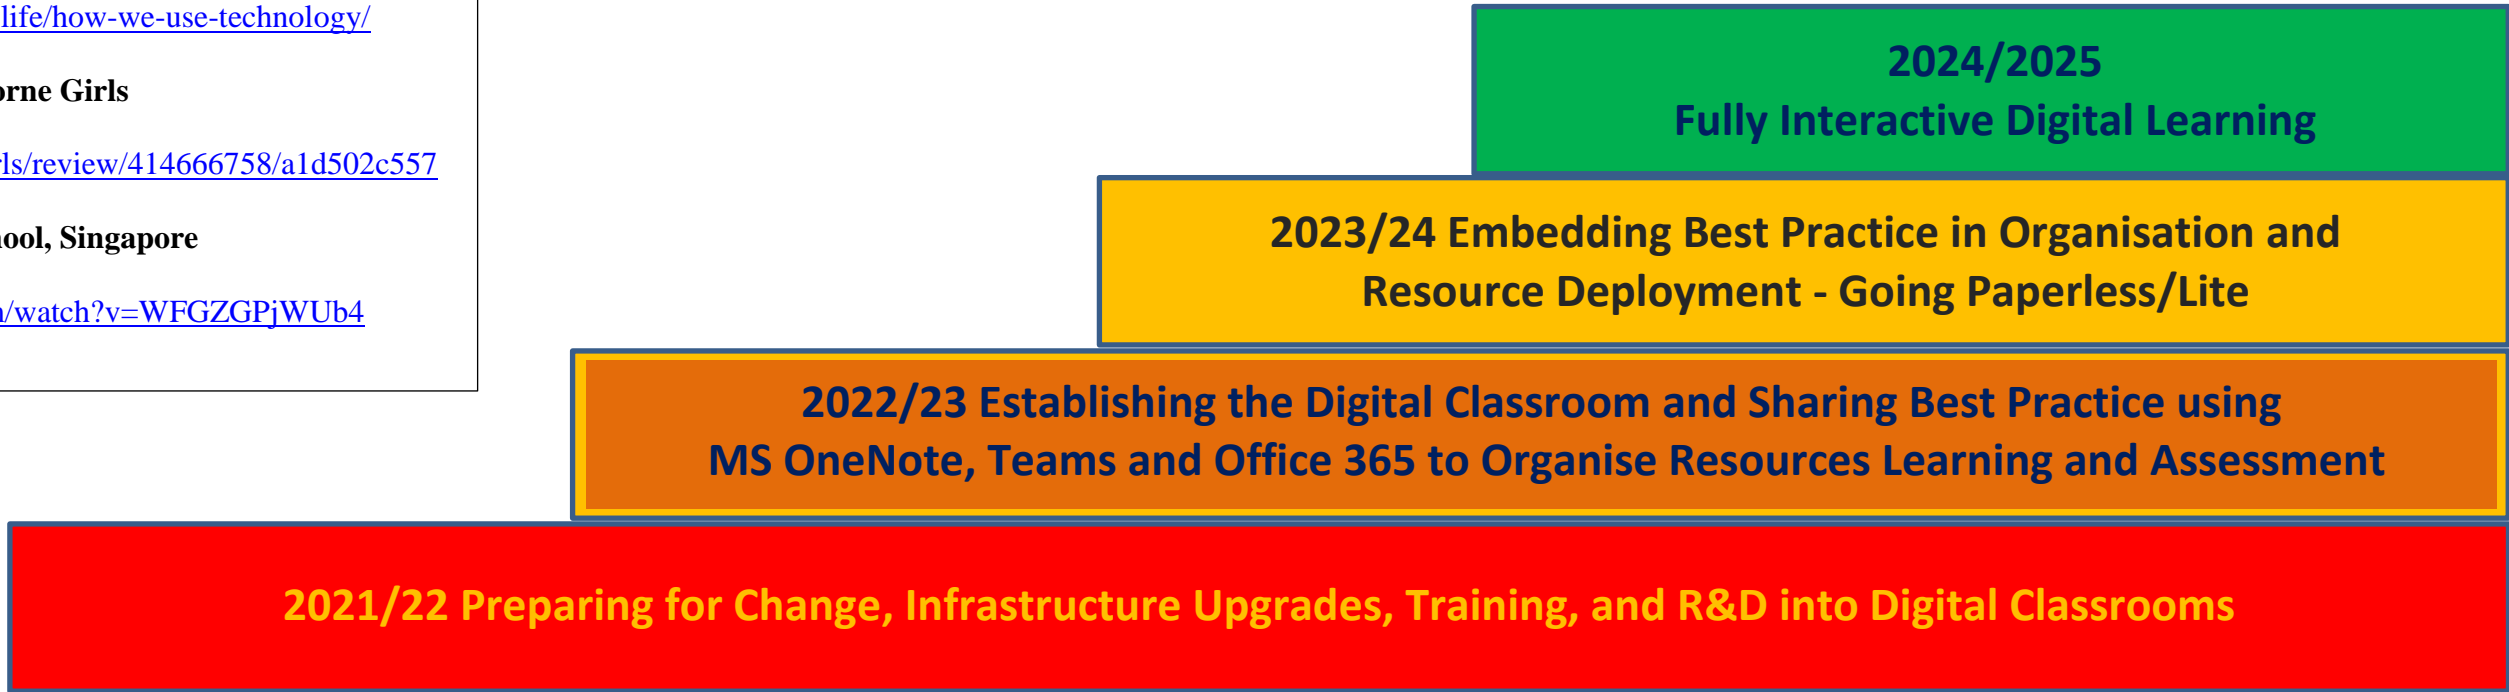 life/how-we-use-technology/
orne Girls
rls/review/414666758/a1d502c557
ool, Singapore
/watch?v=WFGZGPjWUb4
2024/2025
Fully Interactive Digital Learning
2023/24 Embedding Best Practice in Organisation and
Resource Deployment - Going Paperless/Lite
2022/23 Establishing the Digital Classroom and Sharing Best Practice using
MS OneNote, Teams and Office 365 to Organise Resources Learning and Assessment
2021/22 Preparing for Change, Infrastructure Upgrades, Training, and R&D into Digital Classrooms